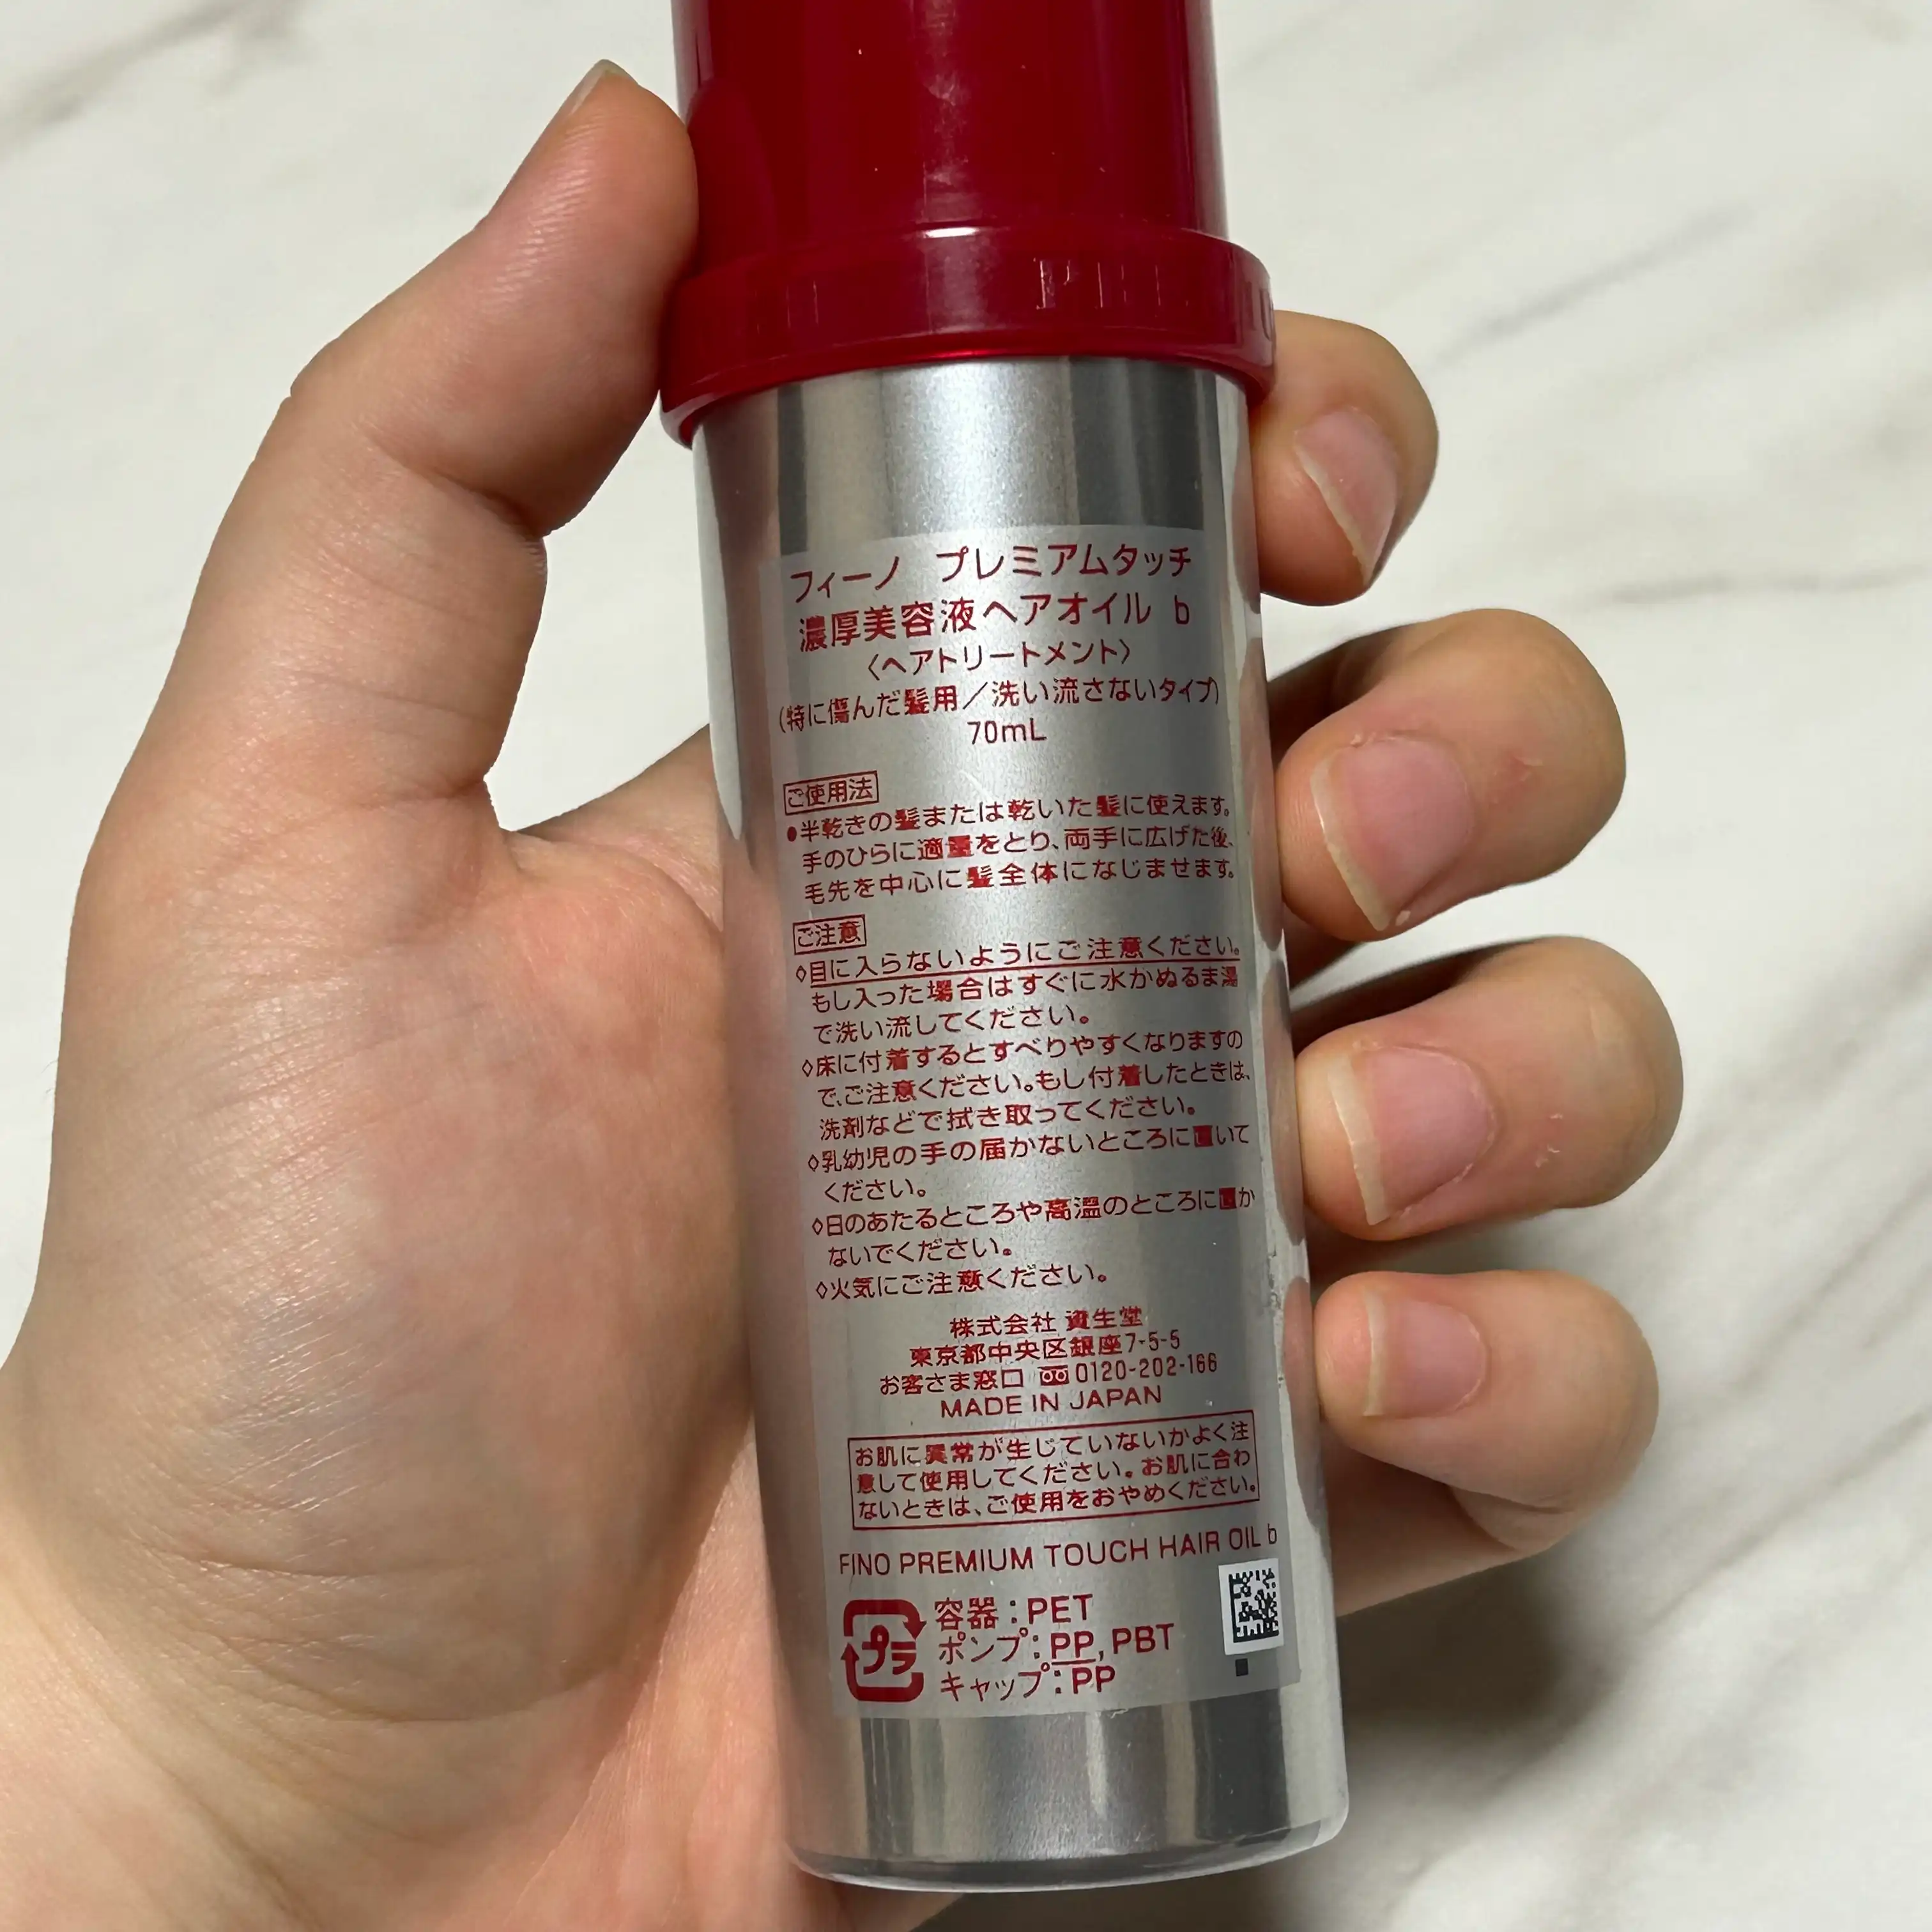 フィーノ プレミアムタッチ
濃厚美容液ヘアオイル b
〈ヘアトリートメント〉
(特に傷んだ髪用／洗い流さないタイプ)
70mL
ご使用法
●半乾きの髪または乾いた髪に使えます。
手のひらに適量をとり、両手に広げた後、
毛先を中心に髪全体になじませます。
ご注意
◇目に入らないようにご注意ください。
もし入った場合はすぐに水かぬるま湯
で洗い流してください。
◇床に付着するとすべりやすくなりますの
で、ご注意ください。もし付着したときは、
洗剤などで拭き取ってください。
◇乳幼児の手の届かないところに置いて
ください。
◇日のあたるところや高温のところに置か
ないでください。
◇火気にご注意ください。
株式会社 資生堂
東京都中央区銀座7-5-5
お客さま窓口 0120-202-166
MADE IN JAPAN
お肌に異常が生じていないかよく注
意して使用してください。お肌に合わ
ないときは、ご使用をおやめください。
FINO PREMIUM TOUCH HAIR OIL b
プラ
容器：PET
ポンプ：PP, PBT
キャップ：PP